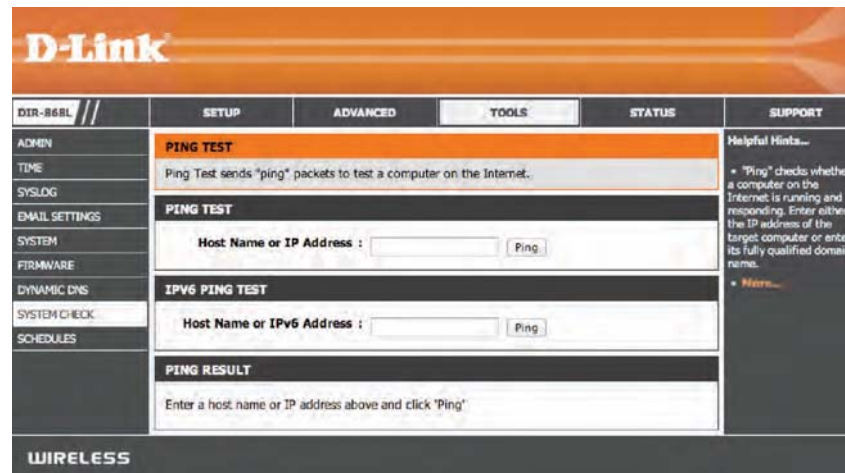 D-Link
DIR-868L
SETUP
ADVANCED
TOOLS
STATUS
SUPPORT
ADMIN
TIME
SYSLOG
EMAIL SETTINGS
SYSTEM
FIRMWARE
DYNAMIC DNS
SYSTEM CHECK
SCHEDULES
PING TEST
Ping Test sends "ping" packets to test a computer on the Internet.
PING TEST
Host Name or IP Address :
Ping
IPV6 PING TEST
Host Name or IPv6 Address :
Ping
PING RESULT
Enter a host name or IP address above and click 'Ping'
Helpful Hints...
• "Ping" checks whethe
a computer on the
Internet is running and
responding. Enter eithe
the IP address of the
target computer or ente
its fully qualified domai
name.
• More...
WIRELESS